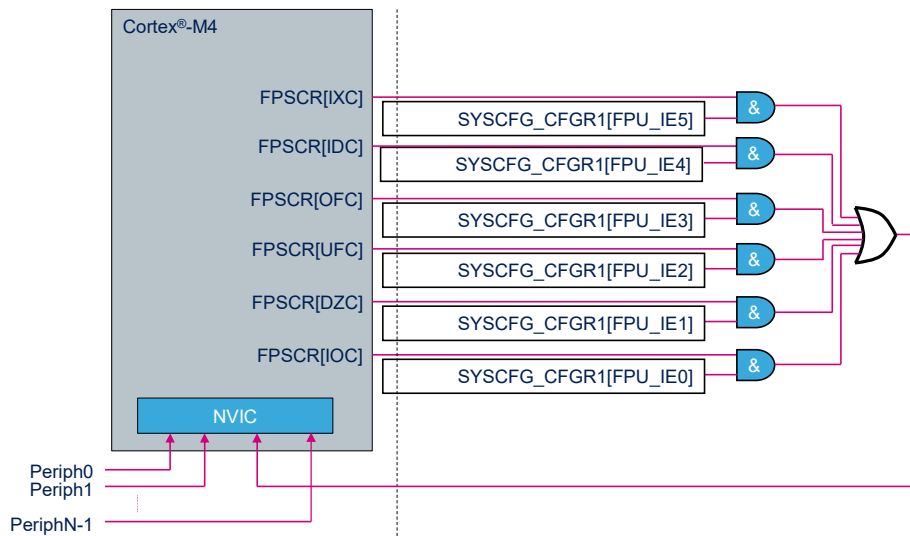 Cortex®-M4
FPSCR[IXC]
&
SYSCFG_CFGR1[FPU_IE5]
FPSCR[IDC]
&
SYSCFG_CFGR1[FPU_IE4]
FPSCR[OFC]
&
SYSCFG_CFGR1[FPU_IE3]
FPSCR[UFC]
&
SYSCFG_CFGR1[FPU_IE2]
FPSCR[DZC]
&
SYSCFG_CFGR1[FPU_IE1]
FPSCR[IOC]
&
SYSCFG_CFGR1[FPU_IE0]
NVIC
Periph0
Periph1
PeriphN-1